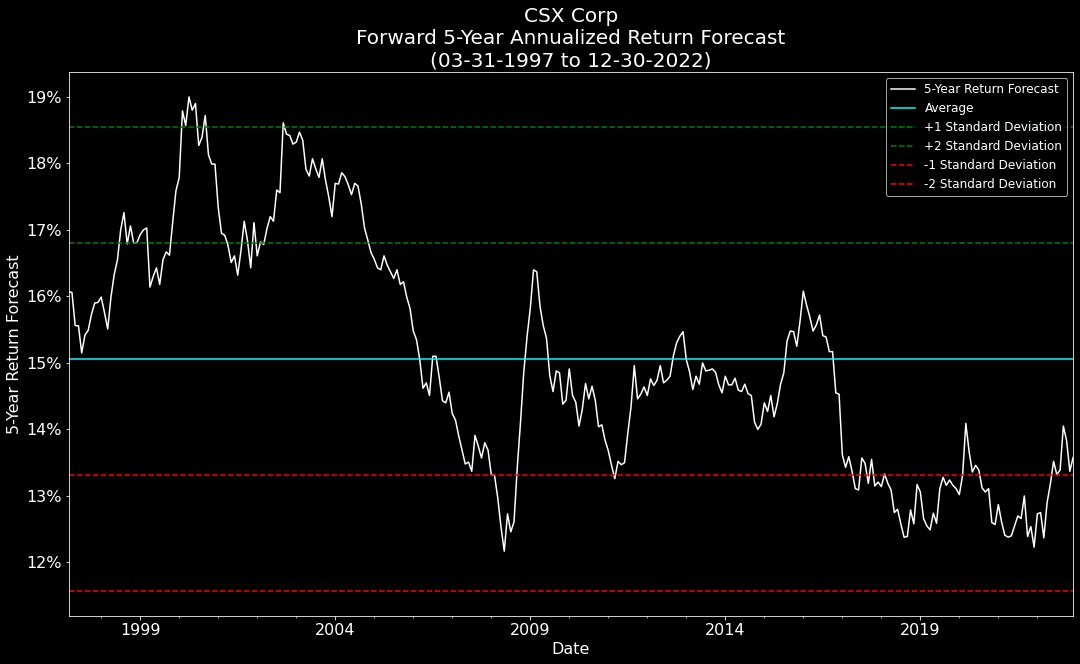 CSX Corp
Forward 5-Year Annualized Return Forecast
(03-31-1997 to 12-30-2022)
5-Year Return Forecast
Average
+1 Standard Deviation
+2 Standard Deviation
-1 Standard Deviation
-2 Standard Deviation
19%
18%
17%
16%
15%
14%
13%
12%
5-Year Return Forecast
1999
2004
2009
2014
2019
Date